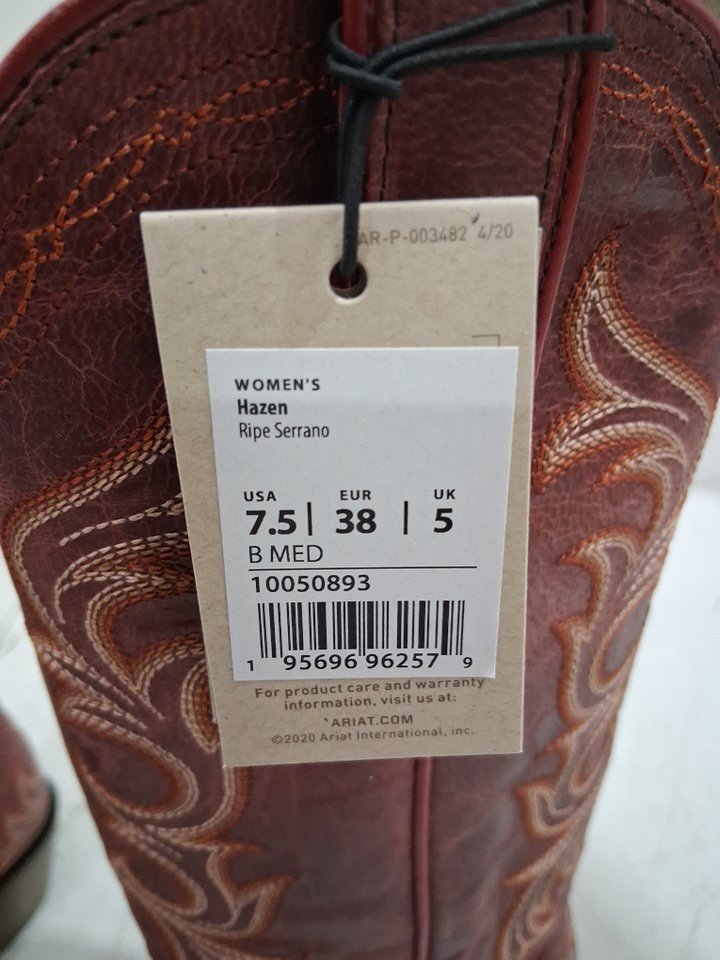 AR-P-003482 4/20
WOMEN'S
Hazen
Ripe Serrano
USA EUR UK
7.5 | 38 | 5
B MED
10050893
1 95696 96257 9
For product care and warranty
information, visit us at:
ARIAT.COM
©2020 Ariat International, inc.